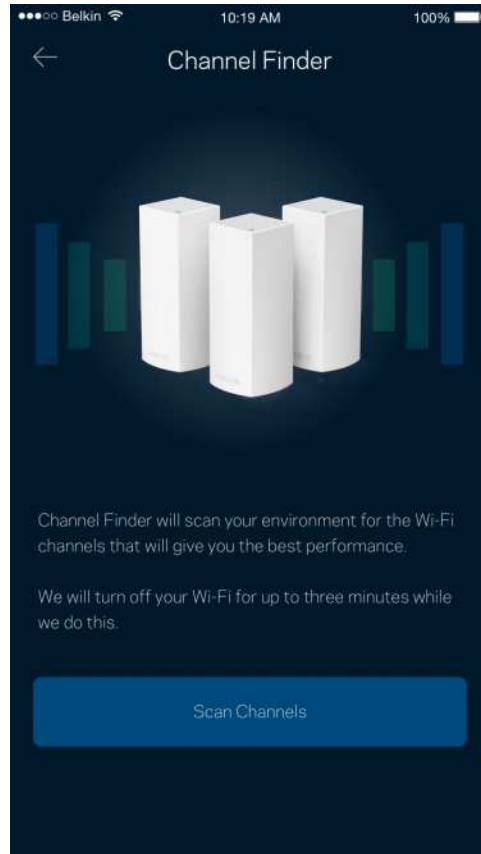 Belkin 10:19 AM 100%
Channel Finder
Channel Finder will scan your environment for the Wi-Fi
channels that will give you the best performance.
We will turn off your Wi-Fi for up to three minutes while
we do this.
Scan Channels